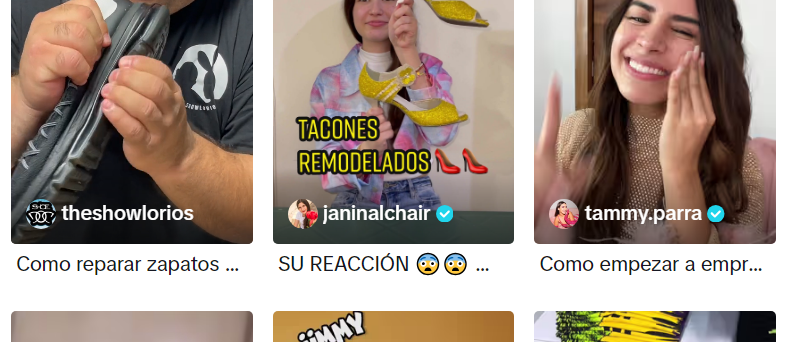 TACONES
REMODELADOS
theshowlorios
janinalchair
tammy.parra
Como reparar zapatos ...
SU REACCIÓN 😨😨 ...
Como empezar a empr...